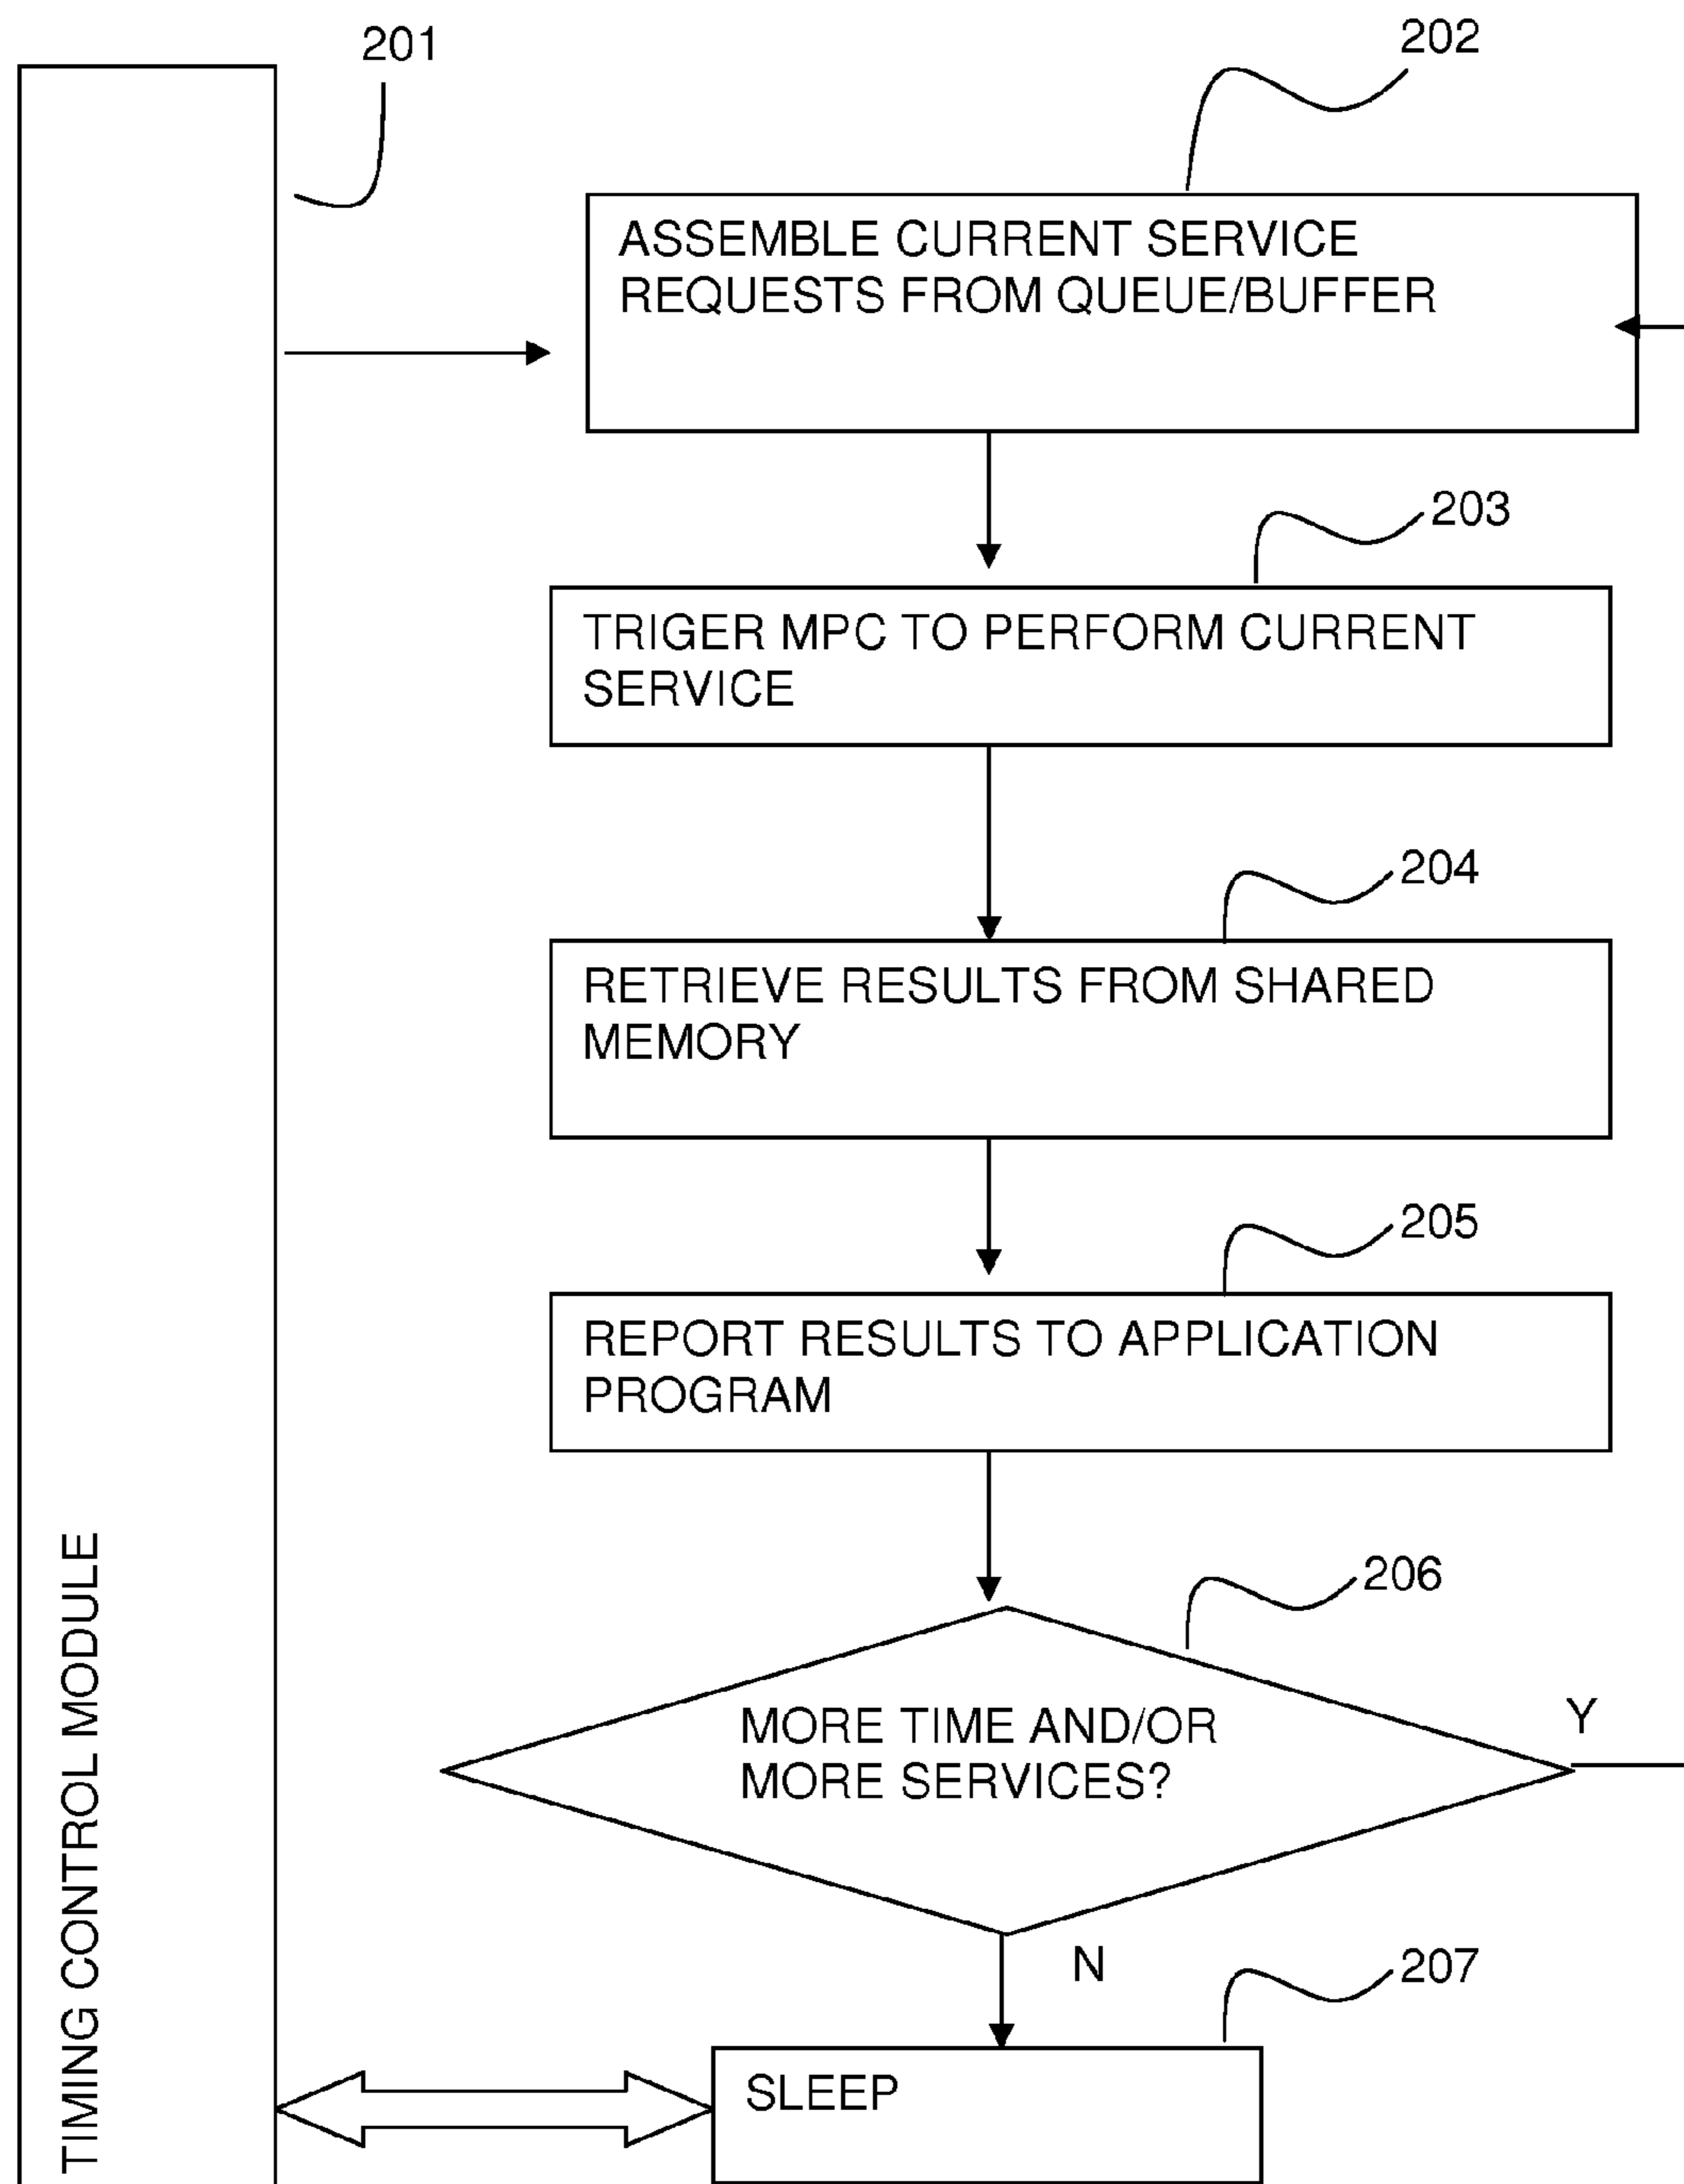 201
202
ASSEMBLE CURRENT SERVICE
REQUESTS FROM QUEUE/BUFFER
203
TRIGER MPC TO PERFORM CURRENT
SERVICE
204
RETRIEVE RESULTS FROM SHARED
MEMORY
205
REPORT RESULTS TO APPLICATION
PROGRAM
206
MORE TIME AND/OR
MORE SERVICES?
Y
N
207
SLEEP
TIMING CONTROL MODULE